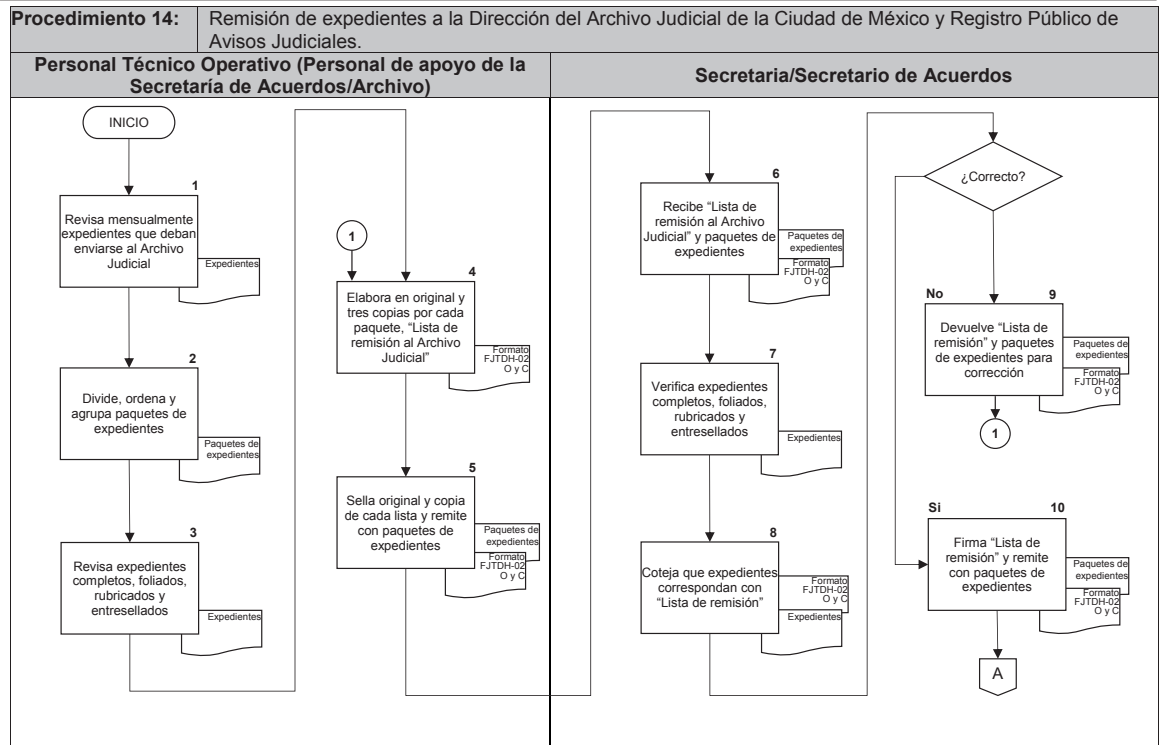 Procedimiento 14:
Remisión de expedientes a la Dirección del Archivo Judicial de la Ciudad de México y Registro Público de
Avisos Judiciales.
Personal Técnico Operativo (Personal de apoyo de la
Secretaría de Acuerdos/Archivo)
Secretaria/Secretario de Acuerdos
INICIO
1
Revisa mensualmente
expedientes que deban
enviarse al Archivo
Judicial
Expedientes
2
Divide, ordena y
agrupa paquetes de
expedientes
Paquetes de
expedientes
3
Revisa expedientes
completos, foliados,
rubricados y
entresellados
Expedientes
1
4
Elabora en original y
tres copias por cada
paquete, “Lista de
remisión al Archivo
Judicial”
Formato
FJTDH-02
O y C
5
Sella original y copia
de cada lista y remite
con paquetes de
expedientes
Paquetes de
expedientes
Formato
FJTDH-02
O y C
6
Recibe “Lista de
remisión al Archivo
Judicial” y paquetes de
expedientes
Paquetes de
expedientes
Formato
FJTDH-02
O y C
7
Verifica expedientes
completos, foliados,
rubricados y
entresellados
Expedientes
8
Coteja que expedientes
correspondan con
“Lista de remisión”
Formato
FJTDH-02
O y C
Expedientes
¿Correcto?
No
9
Devuelve “Lista de
remisión” y paquetes
de expedientes para
corrección
Paquetes de
expedientes
Formato
FJTDH-02
O y C
1
Si
10
Firma “Lista de
remisión” y remite
con paquetes de
expedientes
Paquetes de
expedientes
Formato
FJTDH-02
O y C
A